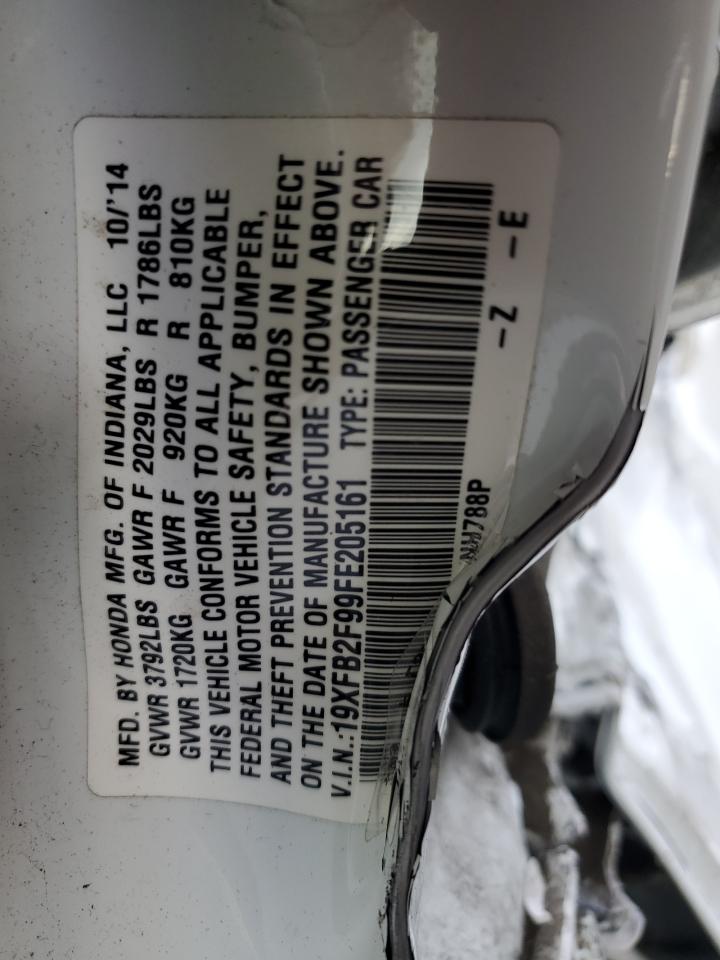 MFD. BY HONDA MFG. OF INDIANA, LLC 10/'14
GVWR 3792LBS GAWR F 2029LBS R 1786LBS
GVWR 1720KG GAWR F 920KG R 810KG
THIS VEHICLE CONFORMS TO ALL APPLICABLE
FEDERAL MOTOR VEHICLE SAFETY, BUMPER,
AND THEFT PREVENTION STANDARDS IN EFFECT
ON THE DATE OF MANUFACTURE SHOWN ABOVE.
V.I.N.:19XFB2F99FE205161 TYPE: PASSENGER CAR
NH788P
-Z -E